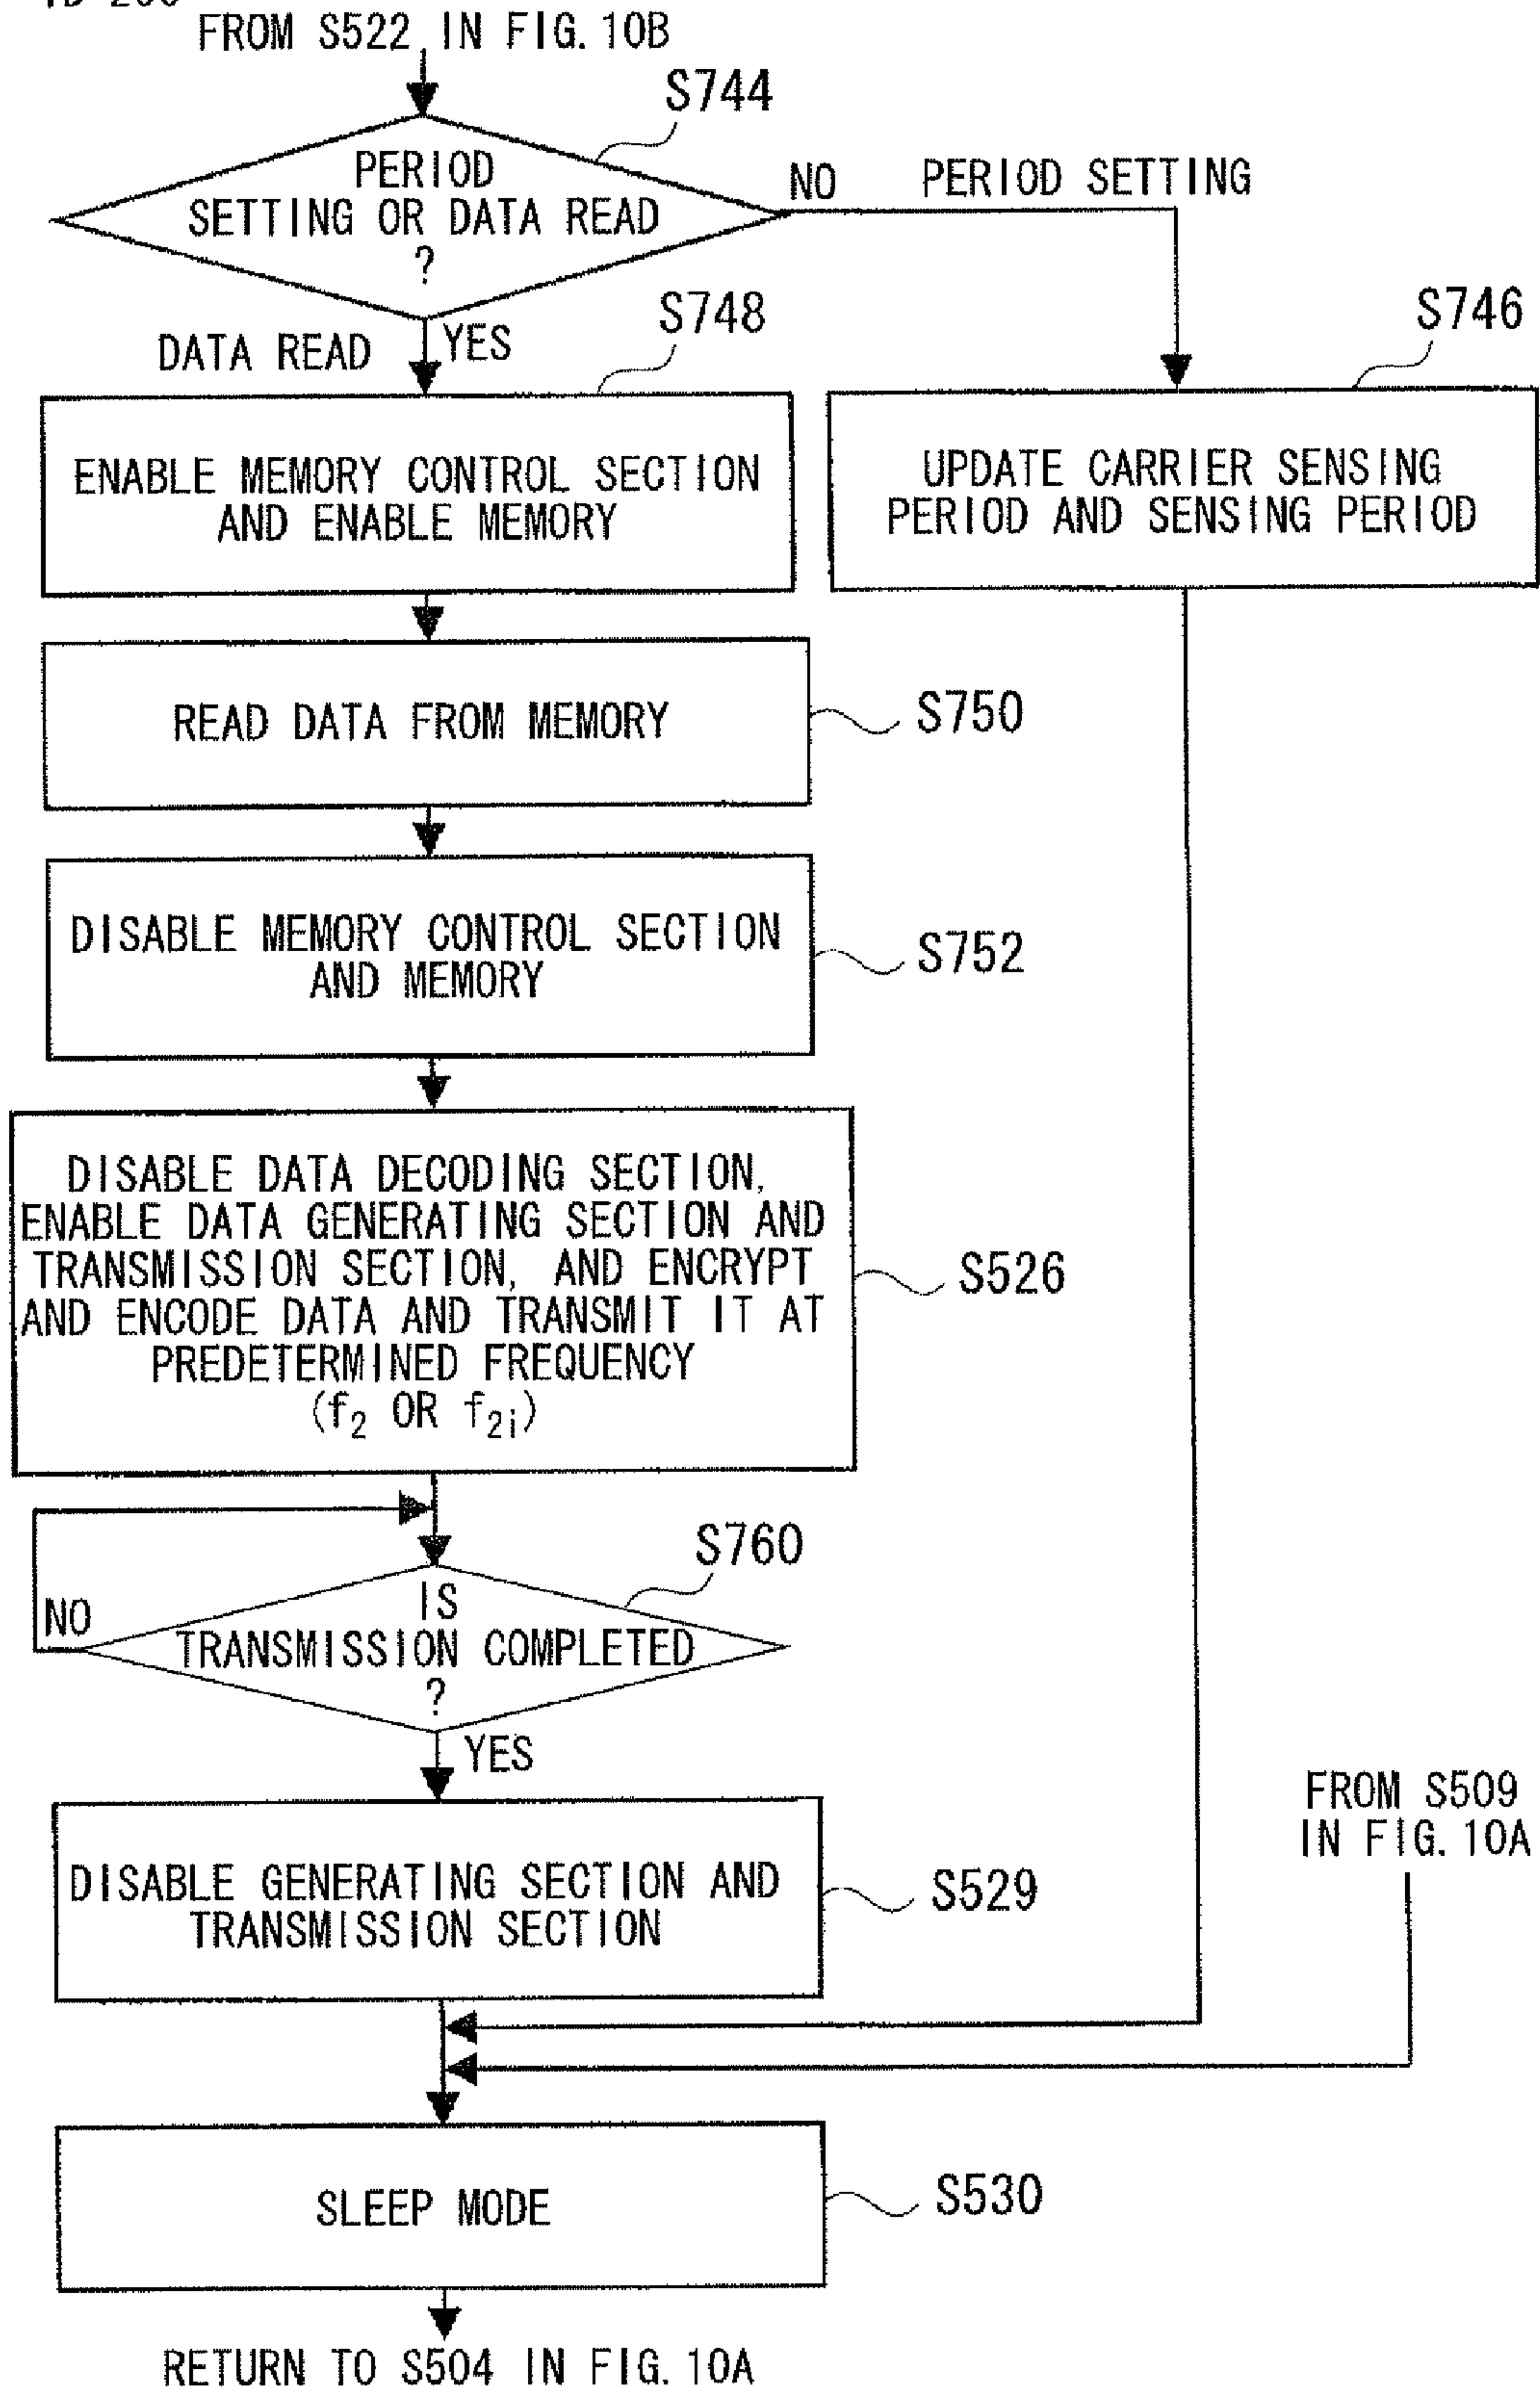 FROM S522 IN FIG. 10B
S744
PERIOD
SETTING OR DATA READ
?
NO
PERIOD SETTING
DATA READ
YES
S748
S746
ENABLE MEMORY CONTROL SECTION
AND ENABLE MEMORY
UPDATE CARRIER SENSING
PERIOD AND SENSING PERIOD
READ DATA FROM MEMORY
S750
DISABLE MEMORY CONTROL SECTION
AND MEMORY
S752
DISABLE DATA DECODING SECTION,
ENABLE DATA GENERATING SECTION AND
TRANSMISSION SECTION, AND ENCRYPT
AND ENCODE DATA AND TRANSMIT IT AT
PREDETERMINED FREQUENCY
(f₂ OR f₂ᵢ)
S526
S760
IS
TRANSMISSION COMPLETED
?
NO
YES
FROM S509
IN FIG. 10A
DISABLE GENERATING SECTION AND
TRANSMISSION SECTION
S529
SLEEP MODE
S530
RETURN TO S504 IN FIG. 10A